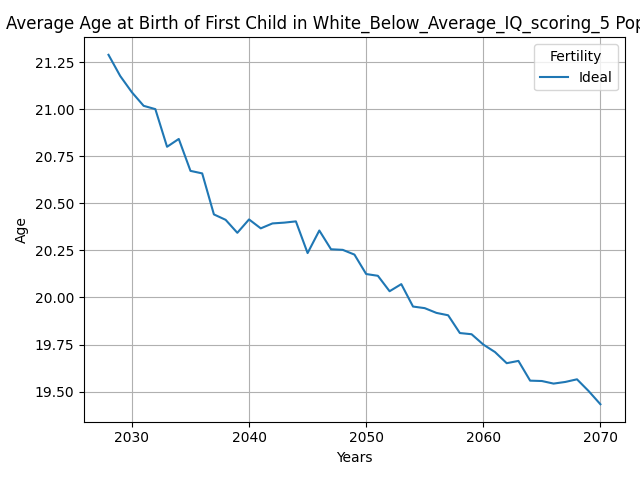 Average Age at Birth of First Child in White_Below_Average_IQ_scoring_5 Pop
Fertility
Ideal
21.25
21.00
20.75
20.50
20.25
20.00
19.75
19.50
Age
2030 2040 2050 2060 2070
Years